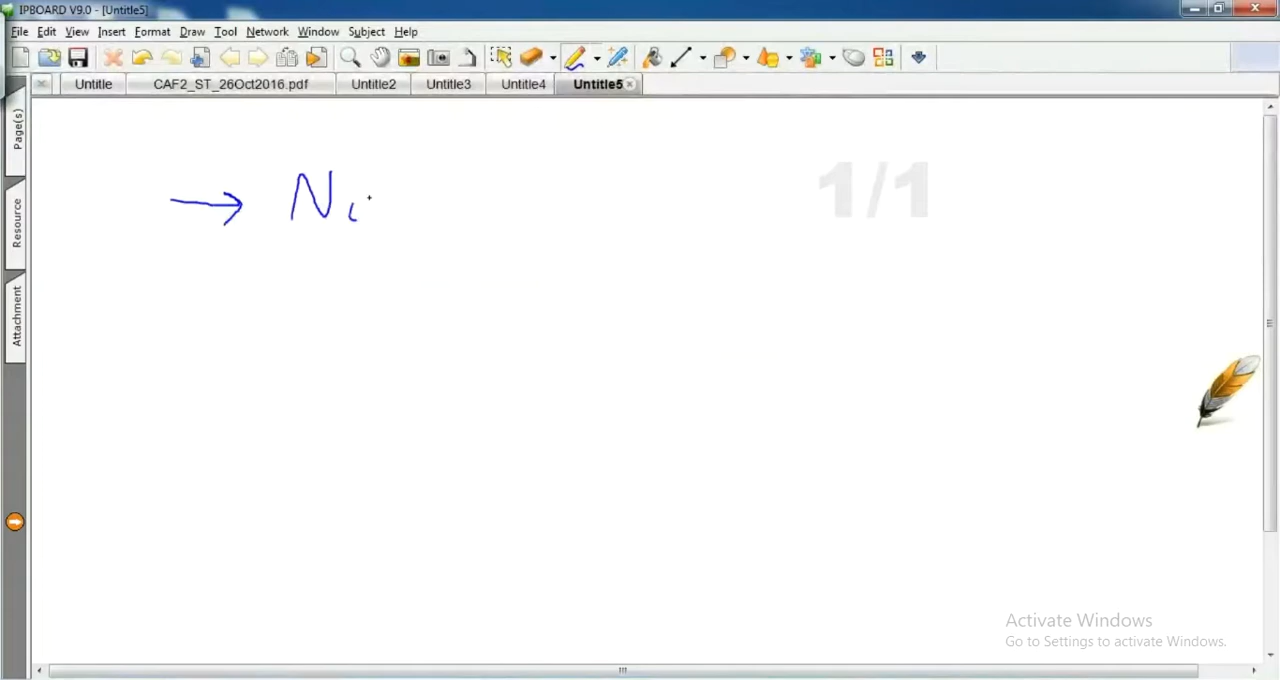 IPBOARD V9.0 - [Untitle5]
File Edit View Insert Format Draw Tool Network Window Subject Help
Untitle CAF2_ST_26Oct2016.pdf Untitle2 Untitle3 Untitle4 Untitle5
Page(s)
Resource
Attachment
1/1
→ N
Activate Windows
Go to Settings to activate Windows.